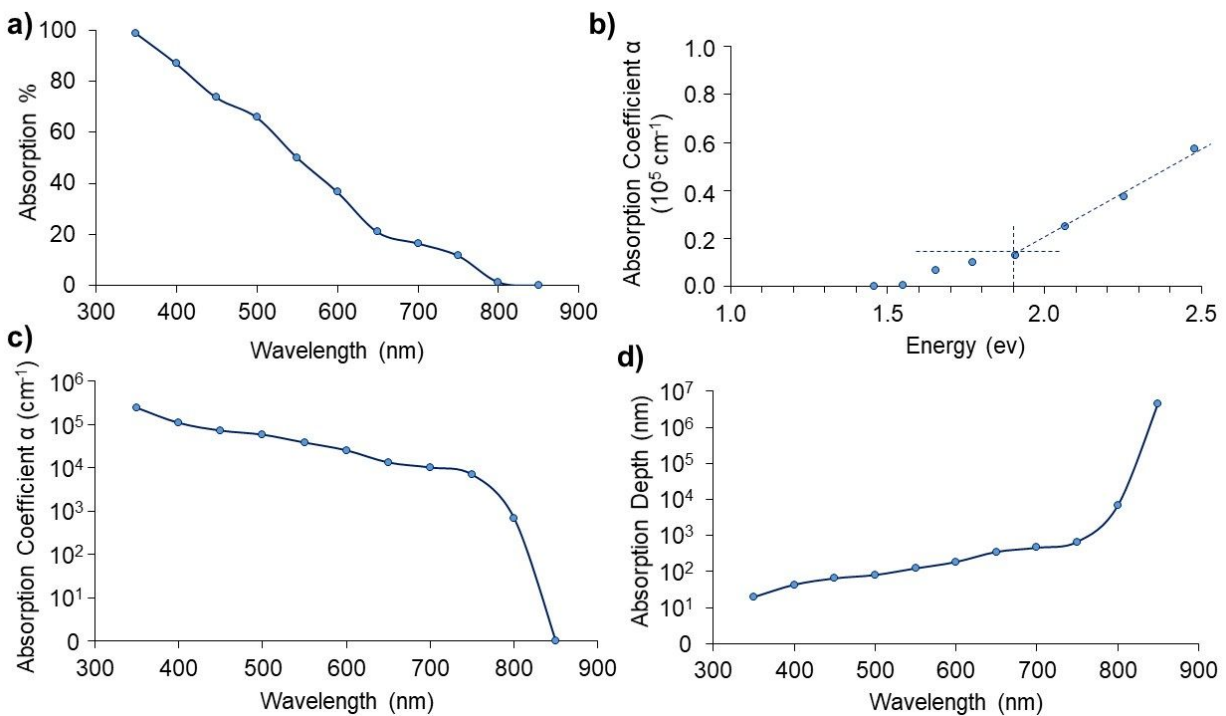 a)
100
80
60
40
20
0
Absorption %
300 400 500 600 700 800 900
Wavelength (nm)
b)
1.0
0.8
0.6
0.4
0.2
0.0
Absorption Coefficient α
(10⁵ cm⁻¹)
1.0 1.5 2.0 2.5
Energy (ev)
c)
10⁶
10⁵
10⁴
10³
10²
10¹
0
Absorption Coefficient α (cm⁻¹)
300 400 500 600 700 800 900
Wavelength (nm)
d)
10⁷
10⁶
10⁵
10⁴
10³
10²
10¹
0
Absorption Depth (nm)
300 400 500 600 700 800 900
Wavelength (nm)